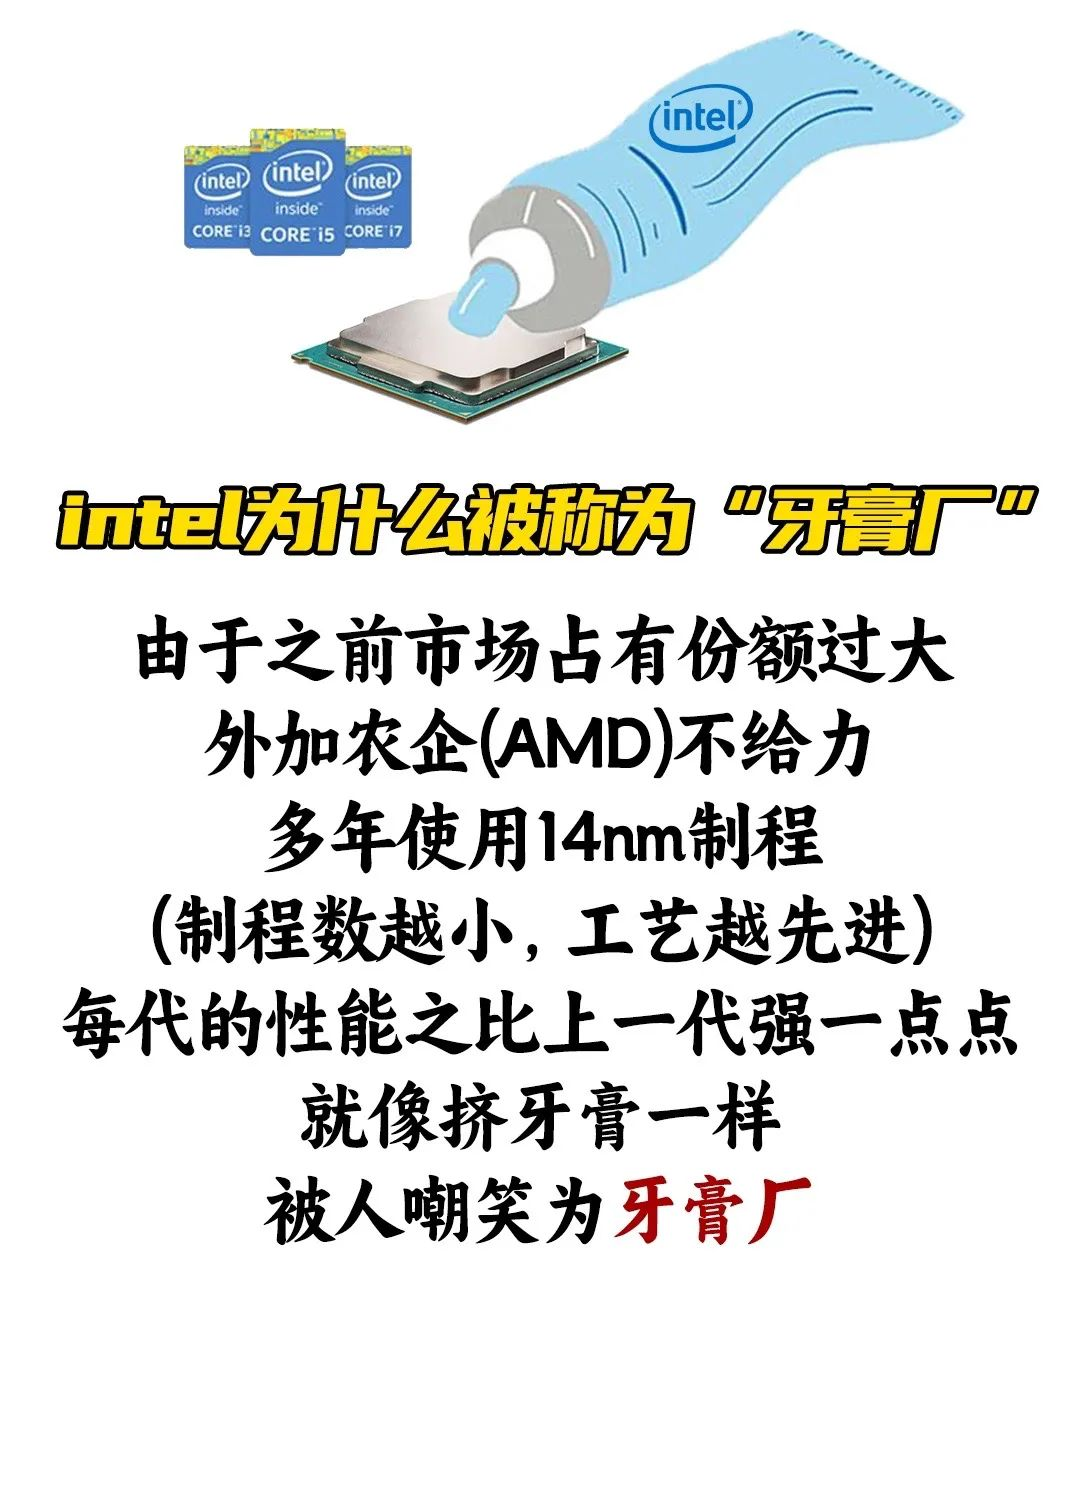 intel
intel inside CORE i3
intel inside CORE i5
intel inside CORE i7
intel为什么被称为“牙膏厂”
由于之前市场占有份额过大
外加农企(AMD)不给力
多年使用14nm制程
(制程数越小，工艺越先进)
每代的性能之比上一代强一点点
就像挤牙膏一样
被人嘲笑为牙膏厂